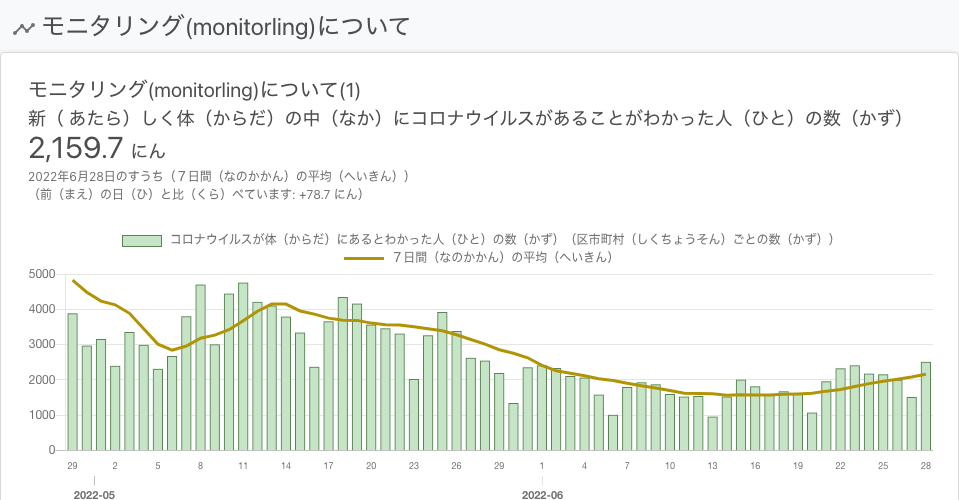 モニタリング(monitorling)について
モニタリング(monitorling)について(1)
新（ あたら）しく体（からだ）の中（なか）にコロナウイルスがあることがわかった人（ひと）の数（かず）
2,159.7 にん
2022年6月28日のすうち（７日間（なのかかん）の平均（へいきん））
（前（まえ）の日（ひ）と比（くら）べています: +78.7 にん）
コロナウイルスが体（からだ）にあるとわかった人（ひと）の数（かず）（区市町村（しくちょうそん）ごとの数（かず））
７日間（なのかかん）の平均（へいきん）
5000
4000
3000
2000
1000
0
29 2 5 8 11 14 17 20 23 26 29 1 4 7 10 13 16 19 22 25 28
2022-05 2022-06